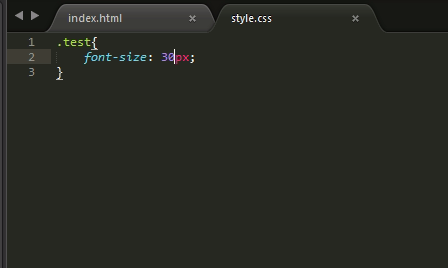 index.html style.css
1 .test{
2 font-size: 30px;
3 }